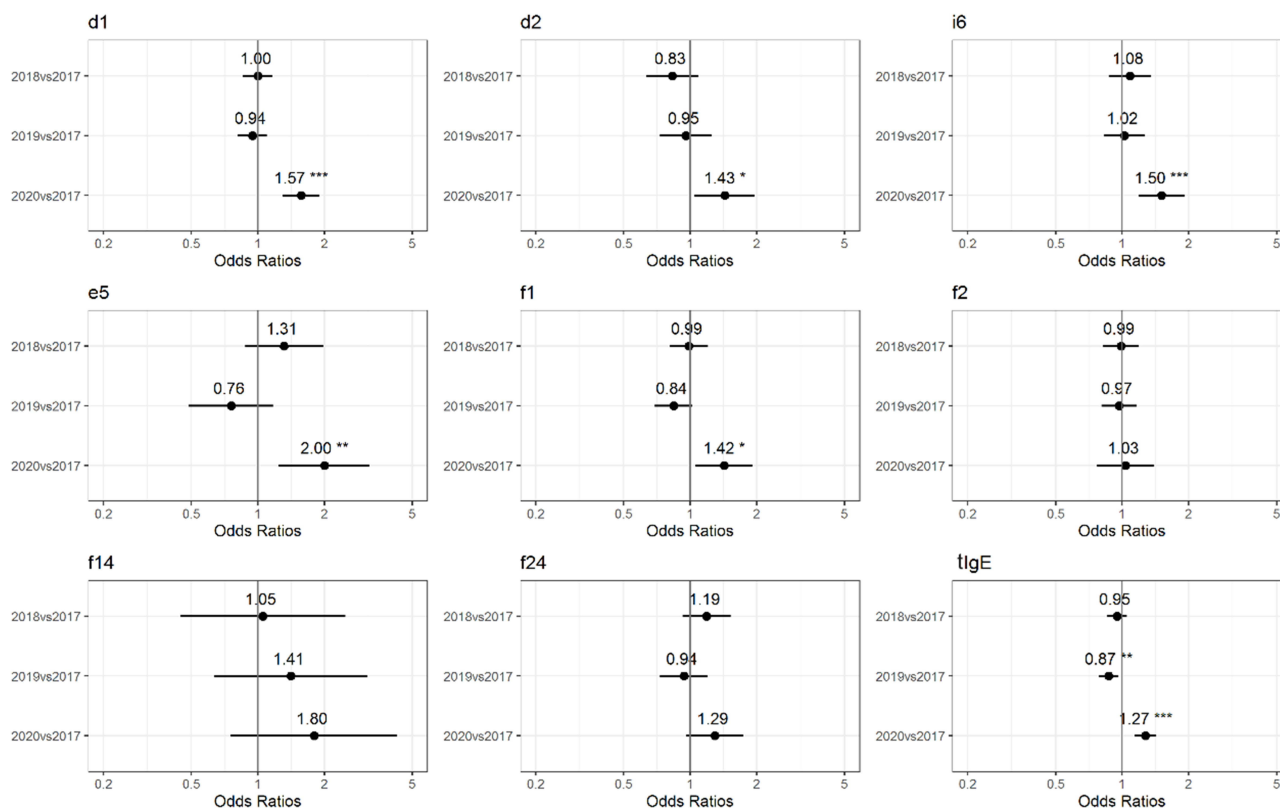 d1
d2
i6
2018vs2017
1.00
2018vs2017
0.83
2018vs2017
1.08
2019vs2017
0.94
2019vs2017
0.95
2019vs2017
1.02
2020vs2017
1.57 ***
2020vs2017
1.43 *
2020vs2017
1.50 ***
0.2 0.5 1 2 5
0.2 0.5 1 2 5
0.2 0.5 1 2 5
Odds Ratios
Odds Ratios
Odds Ratios
e5
f1
f2
2018vs2017
1.31
2018vs2017
0.99
2018vs2017
0.99
2019vs2017
0.76
2019vs2017
0.84
2019vs2017
0.97
2020vs2017
2.00 **
2020vs2017
1.42 *
2020vs2017
1.03
0.2 0.5 1 2 5
0.2 0.5 1 2 5
0.2 0.5 1 2 5
Odds Ratios
Odds Ratios
Odds Ratios
f14
f24
tIgE
2018vs2017
1.05
2018vs2017
1.19
2018vs2017
0.95
2019vs2017
1.41
2019vs2017
0.94
2019vs2017
0.87 **
2020vs2017
1.80
2020vs2017
1.29
2020vs2017
1.27 ***
0.2 0.5 1 2 5
0.2 0.5 1 2 5
0.2 0.5 1 2 5
Odds Ratios
Odds Ratios
Odds Ratios